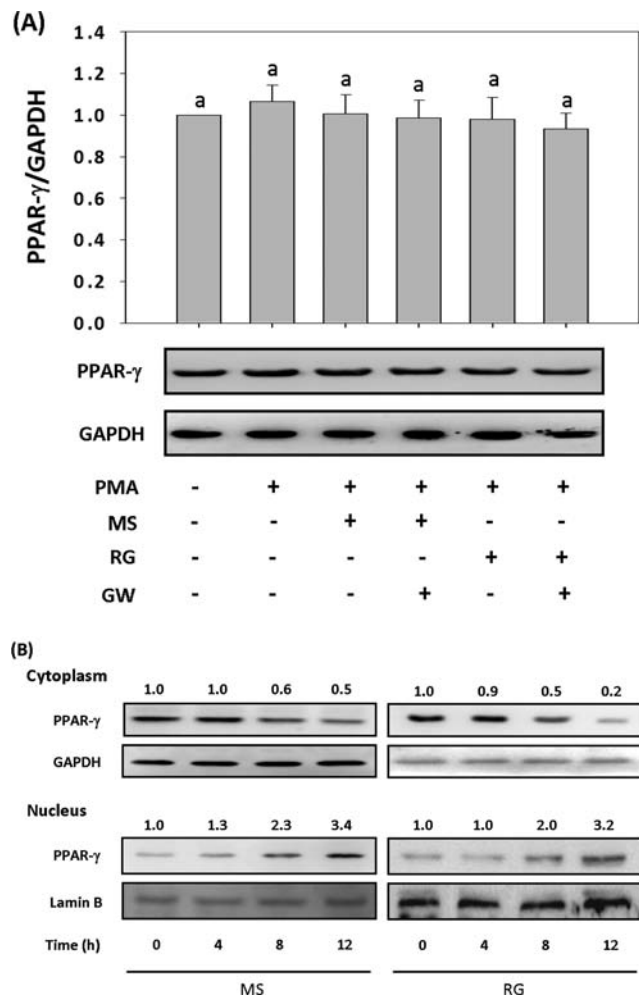 (A)
1.4
1.2
1.0
0.8
0.6
0.4
0.2
0.0
PPAR-γ/GAPDH
a a a a a a
PPAR-γ
GAPDH
PMA - + + + + +
MS - - + + - -
RG - - - - + +
GW - - - + - +
(B)
Cytoplasm
1.0 1.0 0.6 0.5 1.0 0.9 0.5 0.2
PPAR-γ
GAPDH
Nucleus
1.0 1.3 2.3 3.4 1.0 1.0 2.0 3.2
PPAR-γ
Lamin B
Time (h) 0 4 8 12 0 4 8 12
MS RG